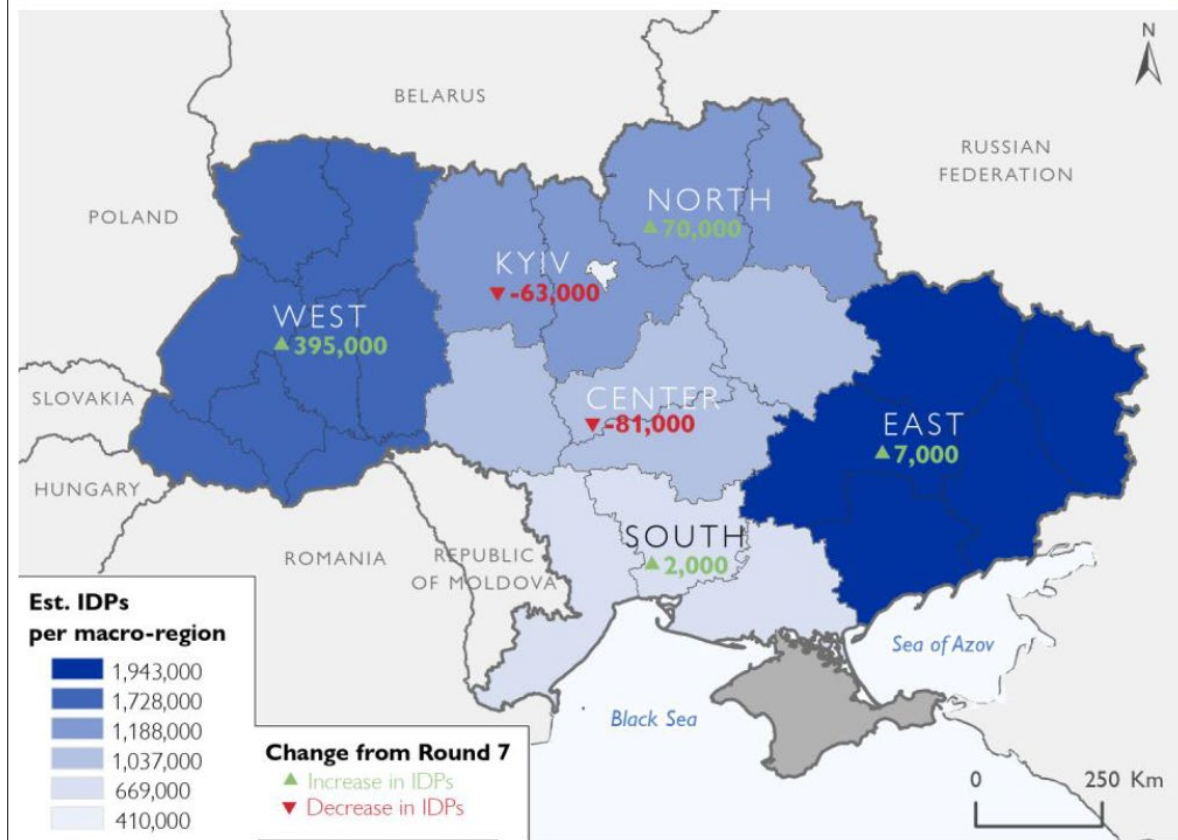 N
BELARUS
RUSSIAN
FEDERATION
POLAND
NORTH
▲70,000
KYIV
▼-63,000
WEST
▲395,000
SLOVAKIA
CENTER
▼-81,000
EAST
▲7,000
HUNGARY
SOUTH
▲2,000
ROMANIA
REPUBLIC
OF MOLDOVA
Sea of Azov
Black Sea
Est. IDPs
per macro-region
1,943,000
1,728,000
1,188,000
1,037,000
669,000
410,000
Change from Round 7
▲ Increase in IDPs
▼ Decrease in IDPs
0 250 Km